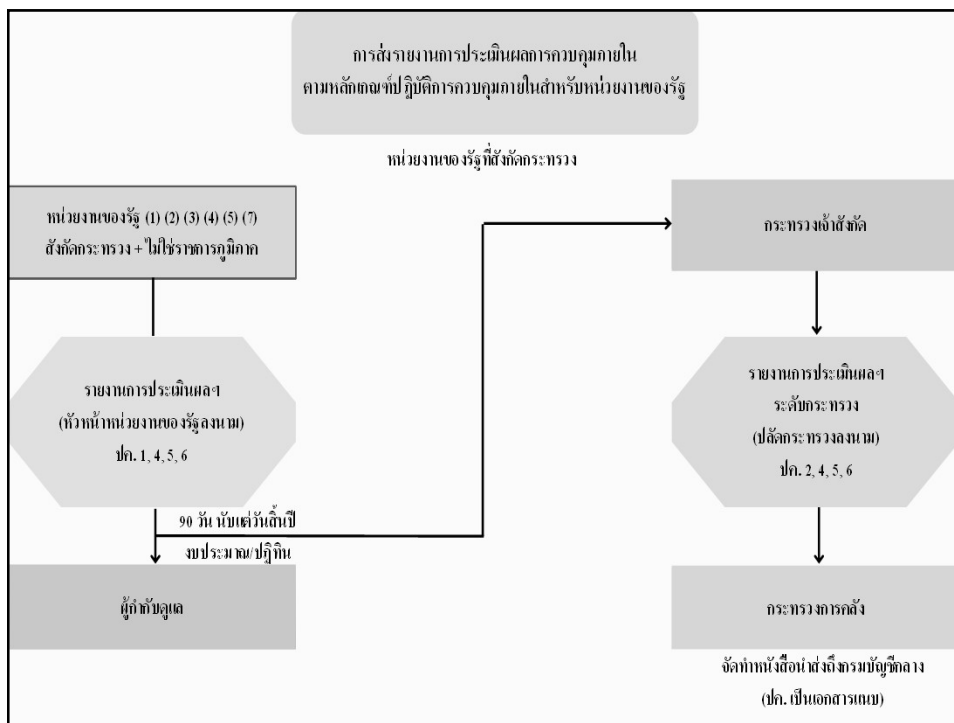 การส่งรายงานการประเมินผลการควบคุมภายใน
ตามหลักเกณฑ์ปฏิบัติการควบคุมภายในสำหรับหน่วยงานของรัฐ
หน่วยงานของรัฐที่สังกัดกระทรวง
หน่วยงานของรัฐ (1) (2) (3) (4) (5) (7)
สังกัดกระทรวง + ไม่ใช่ราชการภูมิภาค
กระทรวงเจ้าสังกัด
รายงานการประเมินผลฯ
(หัวหน้าหน่วยงานของรัฐลงนาม)
ปค. 1, 4, 5, 6
รายงานการประเมินผลฯ
ระดับกระทรวง
(ปลัดกระทรวงลงนาม)
ปค. 2, 4, 5, 6
90 วัน นับแต่วันสิ้นปี
งบประมาณ/ปฏิทิน
ผู้กำกับดูแล
กระทรวงการคลัง
จัดทำหนังสือนำส่งถึงกรมบัญชีกลาง
(ปค. เป็นเอกสารแนบ)